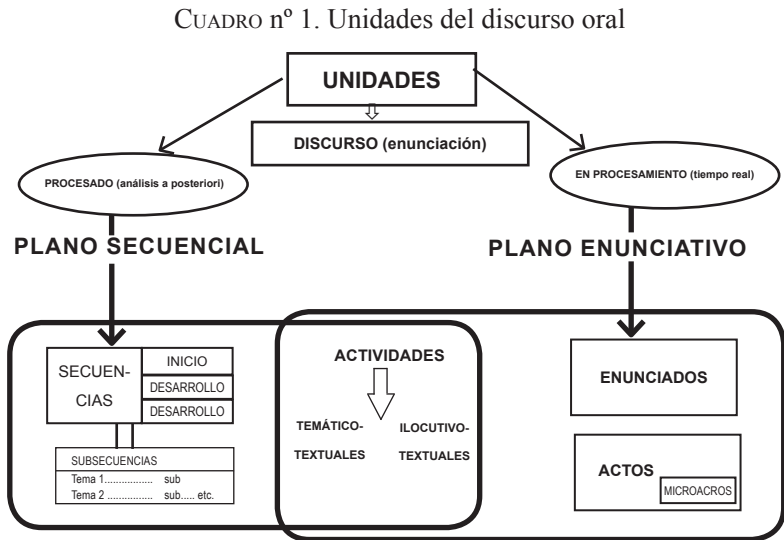 CUADRO nº 1. Unidades del discurso oral
UNIDADES
DISCURSO (enunciación)
PROCESADO (análisis a posteriori)
EN PROCESAMIENTO (tiempo real)
PLANO SECUENCIAL
PLANO ENUNCIATIVO
SECUEN-
CIAS
INICIO
DESARROLLO
DESARROLLO
SUBSECUENCIAS
Tema 1................ sub
Tema 2 ................ sub..... etc.
ACTIVIDADES
TEMÁTICO-
TEXTUALES
ILOCUTIVO-
TEXTUALES
ENUNCIADOS
ACTOS
MICROACROS